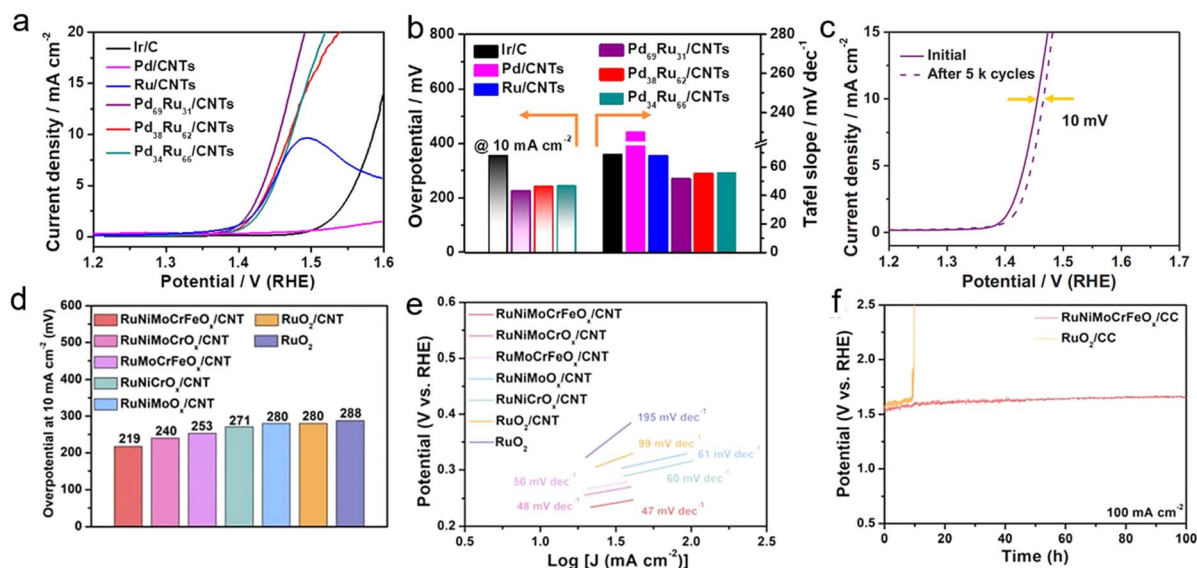 a
Current density / mA cm⁻²
20
15
10
5
0
1.2 1.3 1.4 1.5 1.6
Potential / V (RHE)
Ir/C
Pd/CNTs
Ru/CNTs
Pd₆₉Ru₃₁/CNTs
Pd₃₈Ru₆₂/CNTs
Pd₃₄Ru₆₆/CNTs
b
Overpotential / mV
800
600
400
200
0
Ir/C
Pd/CNTs
Ru/CNTs
Pd₆₉Ru₃₁/CNTs
Pd₃₈Ru₆₂/CNTs
Pd₃₄Ru₆₆/CNTs
@ 10 mA cm⁻²
280
260
240
60
40
20
0
Tafel slope / mV dec⁻¹
c
Current density / mA cm⁻²
15
10
5
0
1.2 1.3 1.4 1.5 1.6 1.7
Potential / V (RHE)
Initial
After 5 k cycles
10 mV
d
Overpotential at 10 mA cm⁻² (mV)
600
500
400
300
200
100
0
RuNiMoCrFeOₓ/CNT
RuNiMoCrOₓ/CNT
RuMoCrFeOₓ/CNT
RuNiCrOₓ/CNT
RuNiMoOₓ/CNT
RuO₂/CNT
RuO₂
219 240 253 271 280 280 288
e
Potential (V vs. RHE)
0.6
0.5
0.4
0.3
0.2
0.5 1.0 1.5 2.0 2.5
Log [J (mA cm⁻²)]
RuNiMoCrFeOₓ/CNT
RuNiMoCrOₓ/CNT
RuMoCrFeOₓ/CNT
RuNiMoOₓ/CNT
RuNiCrOₓ/CNT
RuO₂/CNT
RuO₂
195 mV dec⁻¹
99 mV dec⁻¹
61 mV dec⁻¹
50 mV dec⁻¹
60 mV dec⁻¹
48 mV dec⁻¹
47 mV dec⁻¹
f
Potential (V vs. RHE)
2.5
2.0
1.5
1.0
0.5
0 20 40 60 80 100
Time (h)
RuNiMoCrFeOₓ/CC
RuO₂/CC
100 mA cm⁻²